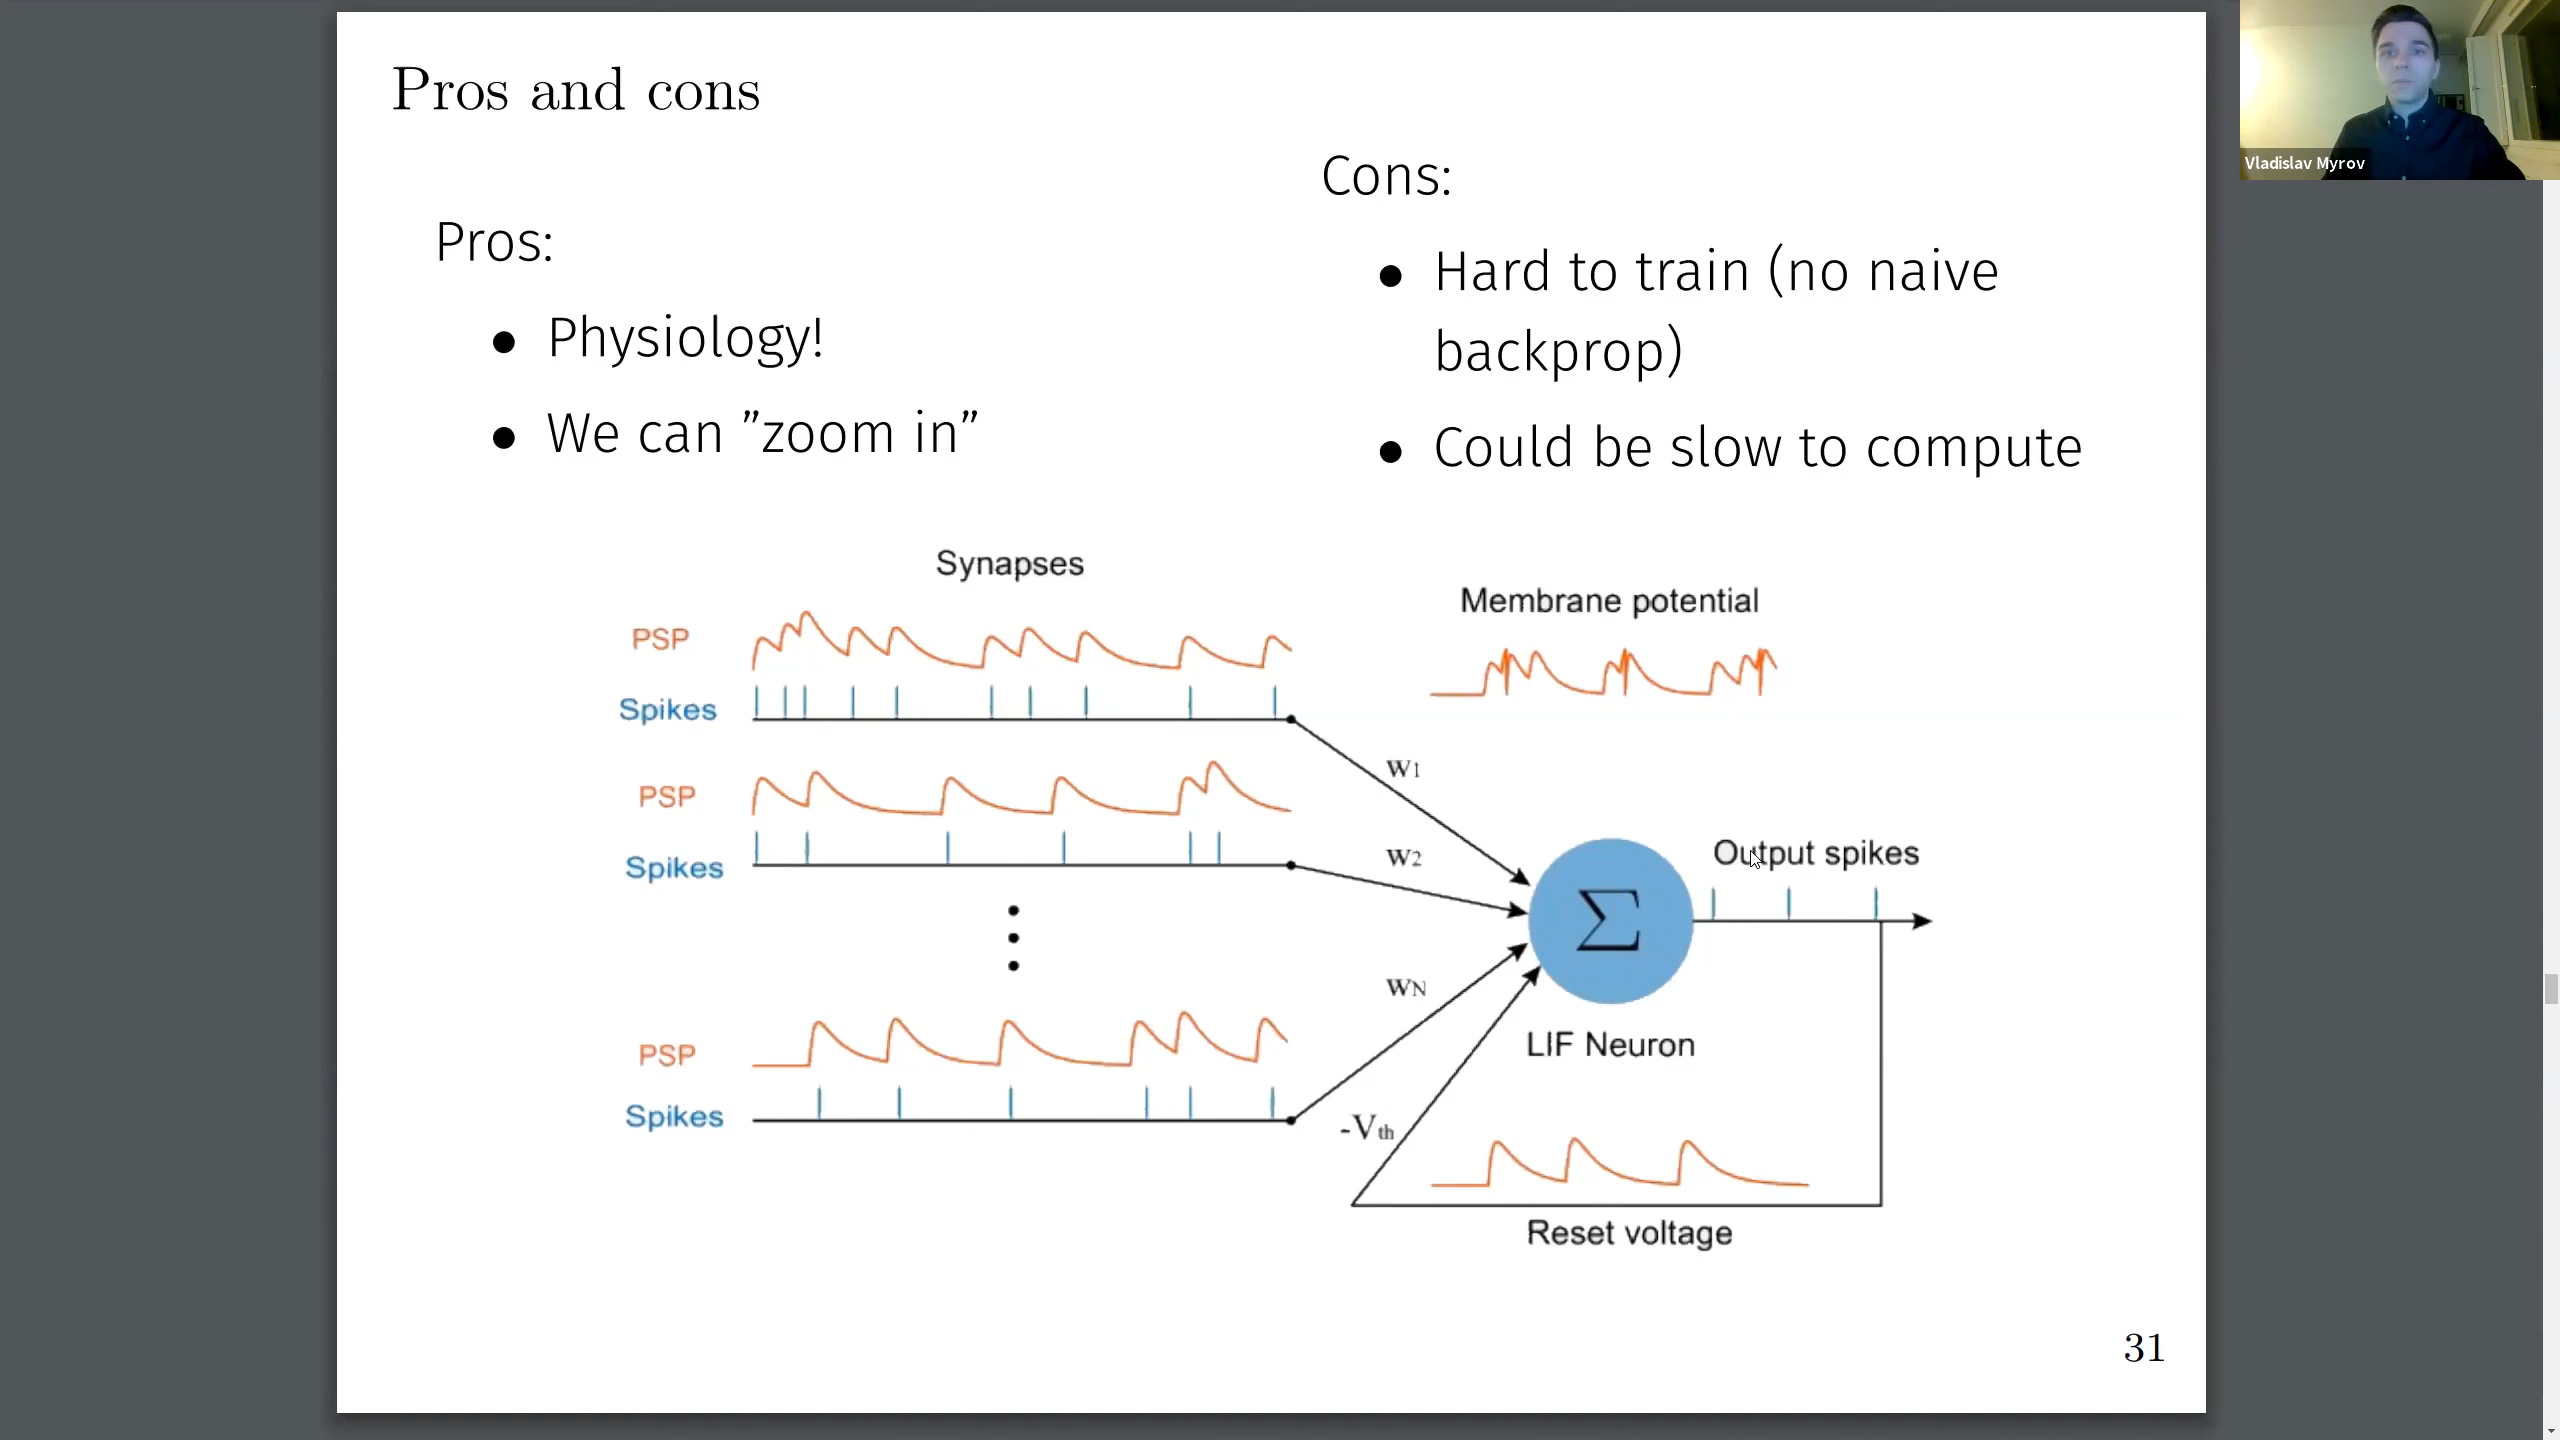 Pros and cons
Pros:
• Physiology!
• We can ”zoom in”
Cons:
• Hard to train (no naive
backprop)
• Could be slow to compute
Synapses
PSP
Spikes
PSP
Spikes
PSP
Spikes
Membrane potential
w1
w2
wN
-Vth
Σ
LIF Neuron
Output spikes
Reset voltage
31
Vladislav Myrov